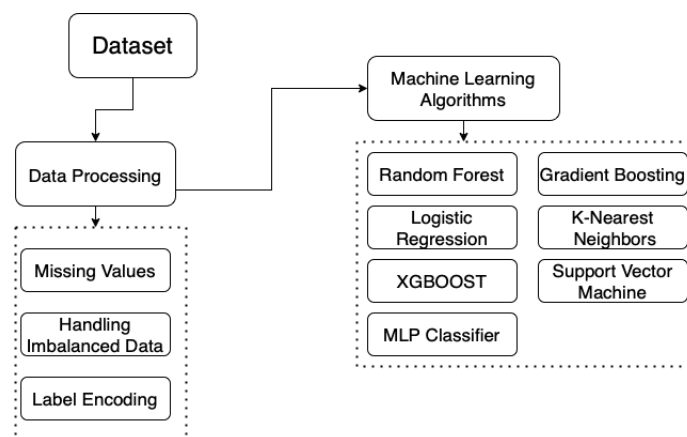 Dataset
Data Processing
Missing Values
Handling
Imbalanced Data
Label Encoding
Machine Learning
Algorithms
Random Forest
Gradient Boosting
Logistic
Regression
K-Nearest
Neighbors
XGBOOST
Support Vector
Machine
MLP Classifier